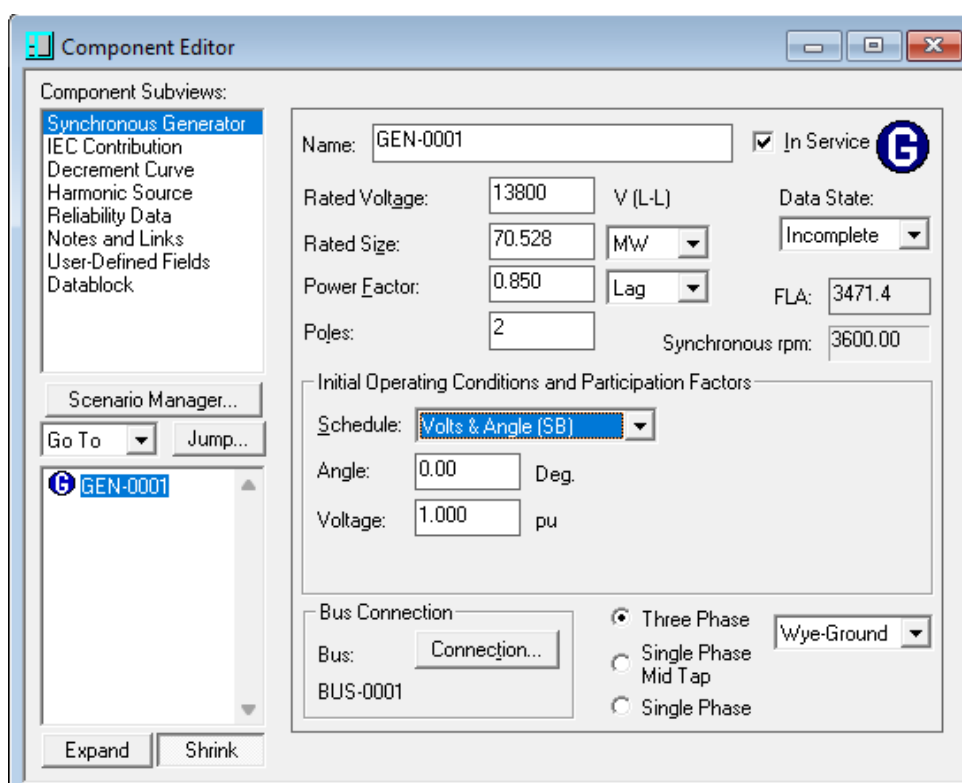 Component Editor
Component Subviews:
Synchronous Generator
IEC Contribution
Decrement Curve
Harmonic Source
Reliability Data
Notes and Links
User-Defined Fields
Datablock
Scenario Manager...
Go To Jump...
G GEN-0001
Expand Shrink
Name: GEN-0001 In Service G
Rated Voltage: 13800 V (L-L) Data State:
Rated Size: 70.528 MW Incomplete
Power Factor: 0.850 Lag FLA: 3471.4
Poles: 2 Synchronous rpm: 3600.00
Initial Operating Conditions and Participation Factors
Schedule: Volts & Angle (SB)
Angle: 0.00 Deg.
Voltage: 1.000 pu
Bus Connection
Bus: Connection...
BUS-0001
Three Phase Wye-Ground
Single Phase
Mid Tap
Single Phase